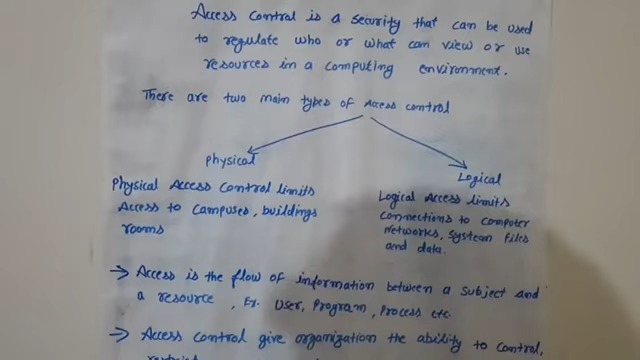 Access Control is a security that can be used
to regulate who or what can view or use
resources in a computing environment.
There are two main types of Access control
Physical
Logical
Physical Access Control limits
Access to Campuses, buildings
rooms
Logical Access limits
connections to computer
networks, system files
and data.
→ Access is the flow of information between a subject and
a resource, Ex. User, Program, Process etc.
→ Access Control give organization the ability to control,